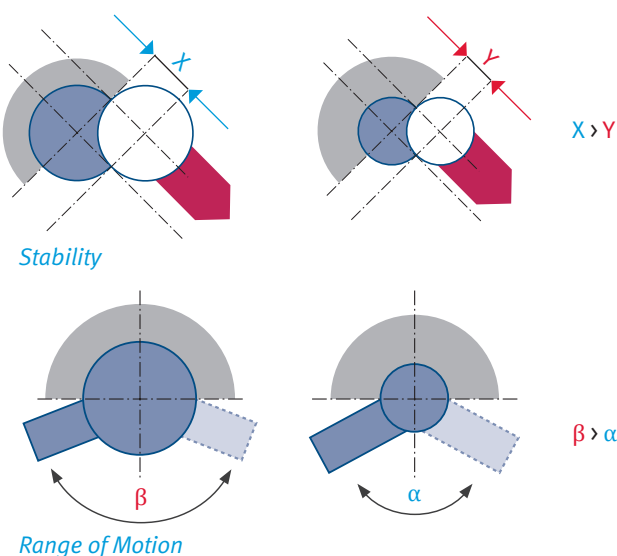 X
Y
X > Y
Stability
β
α
β > α
Range of Motion